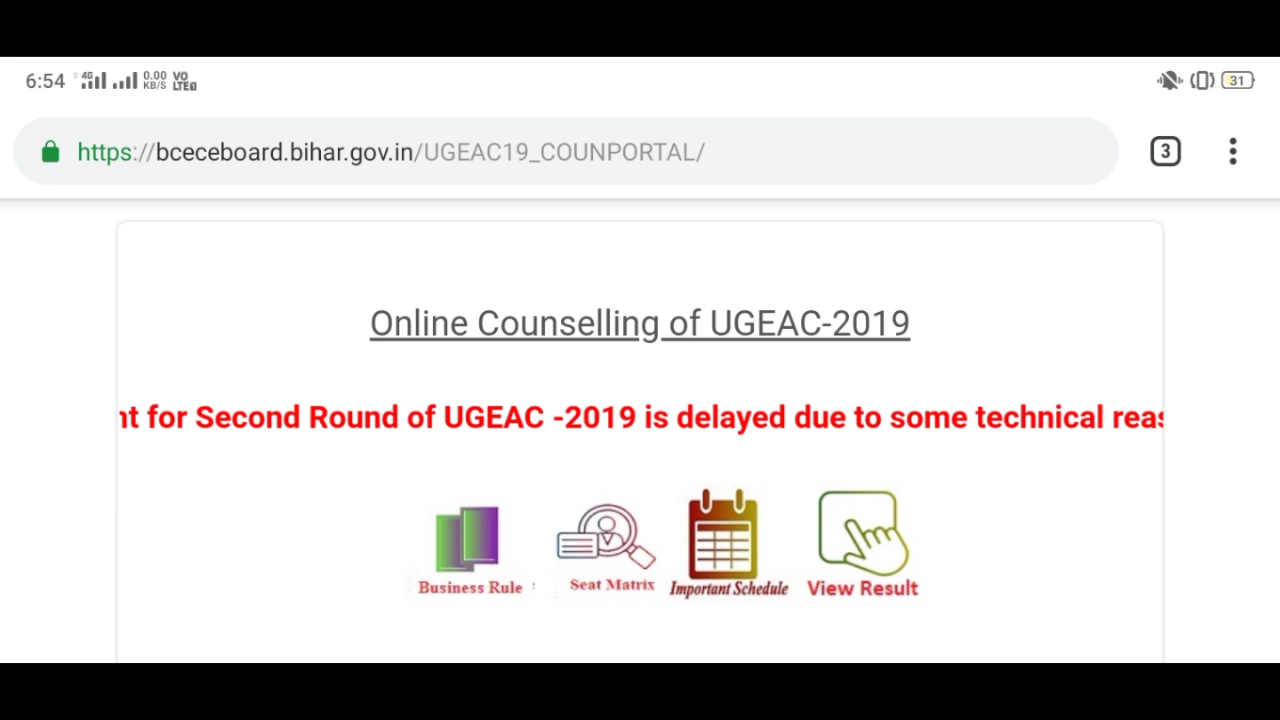 6:54 4G 0.00 KB/S VO LTE 31
https://bceceboard.bihar.gov.in/UGEAC19_COUNPORTAL/ 3
Online Counselling of UGEAC-2019
nt for Second Round of UGEAC -2019 is delayed due to some technical reas
Business Rule Seat Matrix Important Schedule View Result